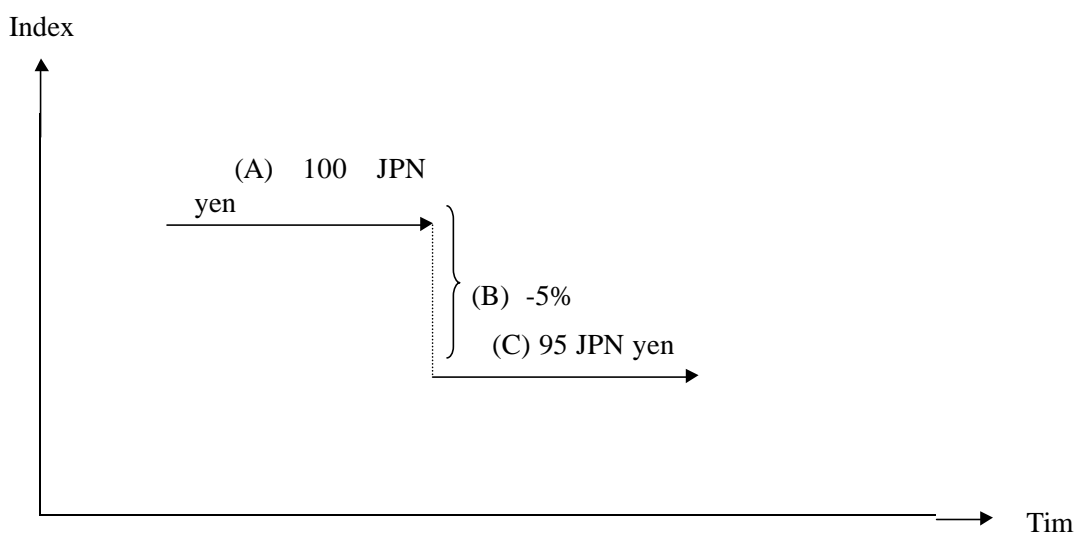 Index
(A) 100 JPN
yen
(B) -5%
(C) 95 JPN yen
Tim